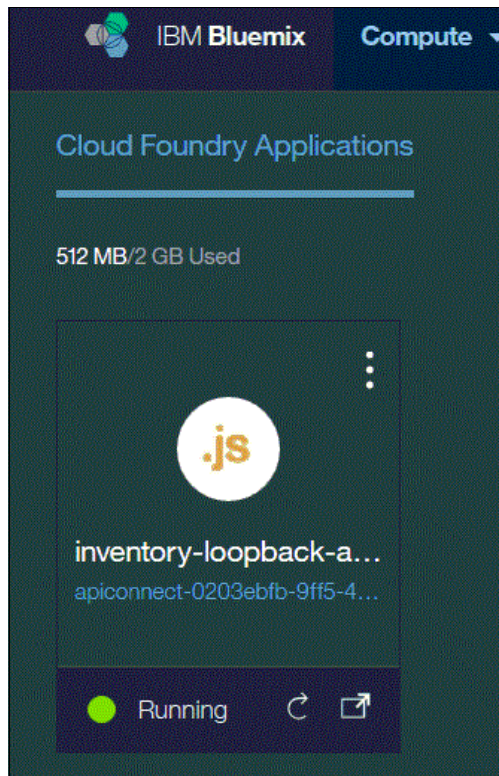 IBM Bluemix Compute
Cloud Foundry Applications
512 MB/2 GB Used
.js
inventory-loopback-a...
apiconnect-0203ebfb-9ff5-4...
Running